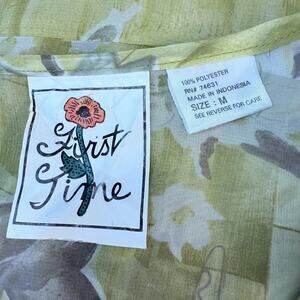 First
Time
100% POLYESTER
RN# 74631
MADE IN INDONESIA
SIZE : M
SEE REVERSE FOR CARE